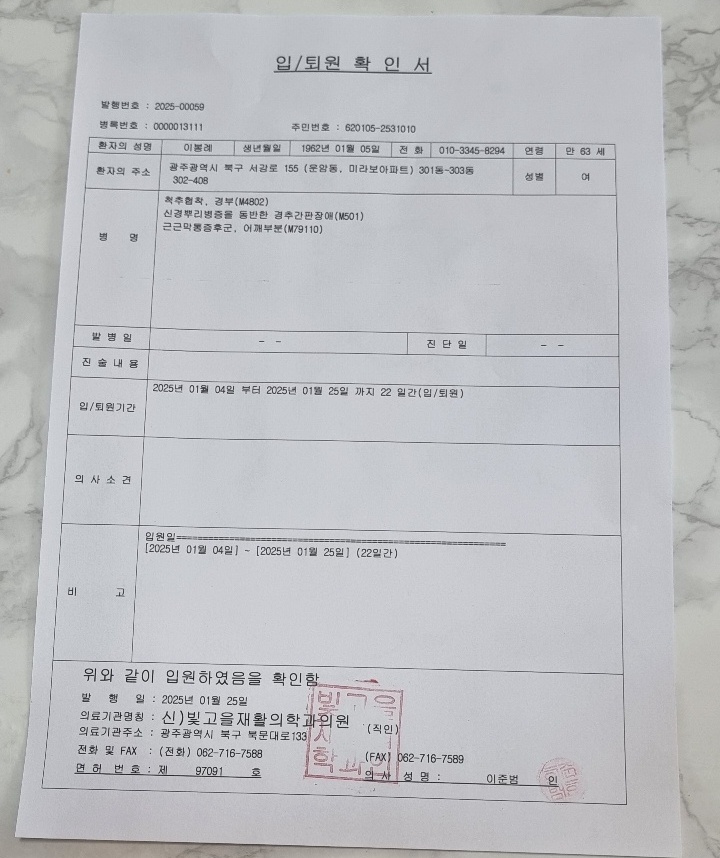 입/퇴원 확 인 서
발행번호 : 2025-00059
병록번호 : 0000013111 주민번호 : 620105-2531010
환자의 성명 이봉례 생년월일 1962년 01월 05일 전 화 010-3345-8294 연령 만 63 세
환자의 주소 광주광역시 북구 서강로 155 (운암동, 미라보아파트) 301동~303동
302-408
성별 여
병 명 척추협착, 경부(M4802)
신경뿌리병증을 동반한 경추간판장애(M501)
근근막통증후군, 어깨부분(M79110)
발 병 일 - - 진 단 일 - -
진 술 내 용
입/퇴원기간 2025년 01월 04일 부터 2025년 01월 25일 까지 22 일간(입/퇴원)
의 사 소 견
비 고 입원일================================================
[2025년 01월 04일] ~ [2025년 01월 25일] (22일간)
위와 같이 입원하였음을 확인함
발 행 일 : 2025년 01월 25일
의료기관명칭 : 신)빛고을재활의학과의원 (직인)
의료기관주소 : 광주광역시 북구 북문대로133
전화 및 FAX : (전화) 062-716-7588 (FAX) 062-716-7589
면 허 번 호 : 제 97091 호 의 사 성 명 : 이준범 인